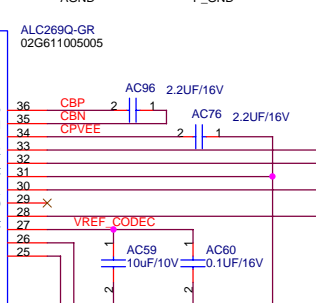 ALC269Q-GR
02G611005005
AC96 2.2UF/16V
36 CBP 2 1
35 CBN
AC76 2.2UF/16V
34 CPVEE 2 1
33
32
31
30
29
28
27 VREF_CODEC
26
25
1 AC59 1 AC60
10uF/10V 0.1UF/16V
2 2